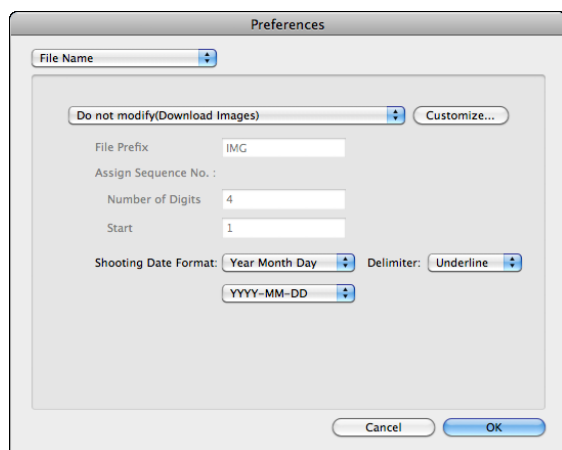 Preferences
File Name
Do not modify(Download Images) Customize...
File Prefix IMG
Assign Sequence No. :
Number of Digits 4
Start 1
Shooting Date Format: Year Month Day Delimiter: Underline
YYYY-MM-DD
Cancel OK